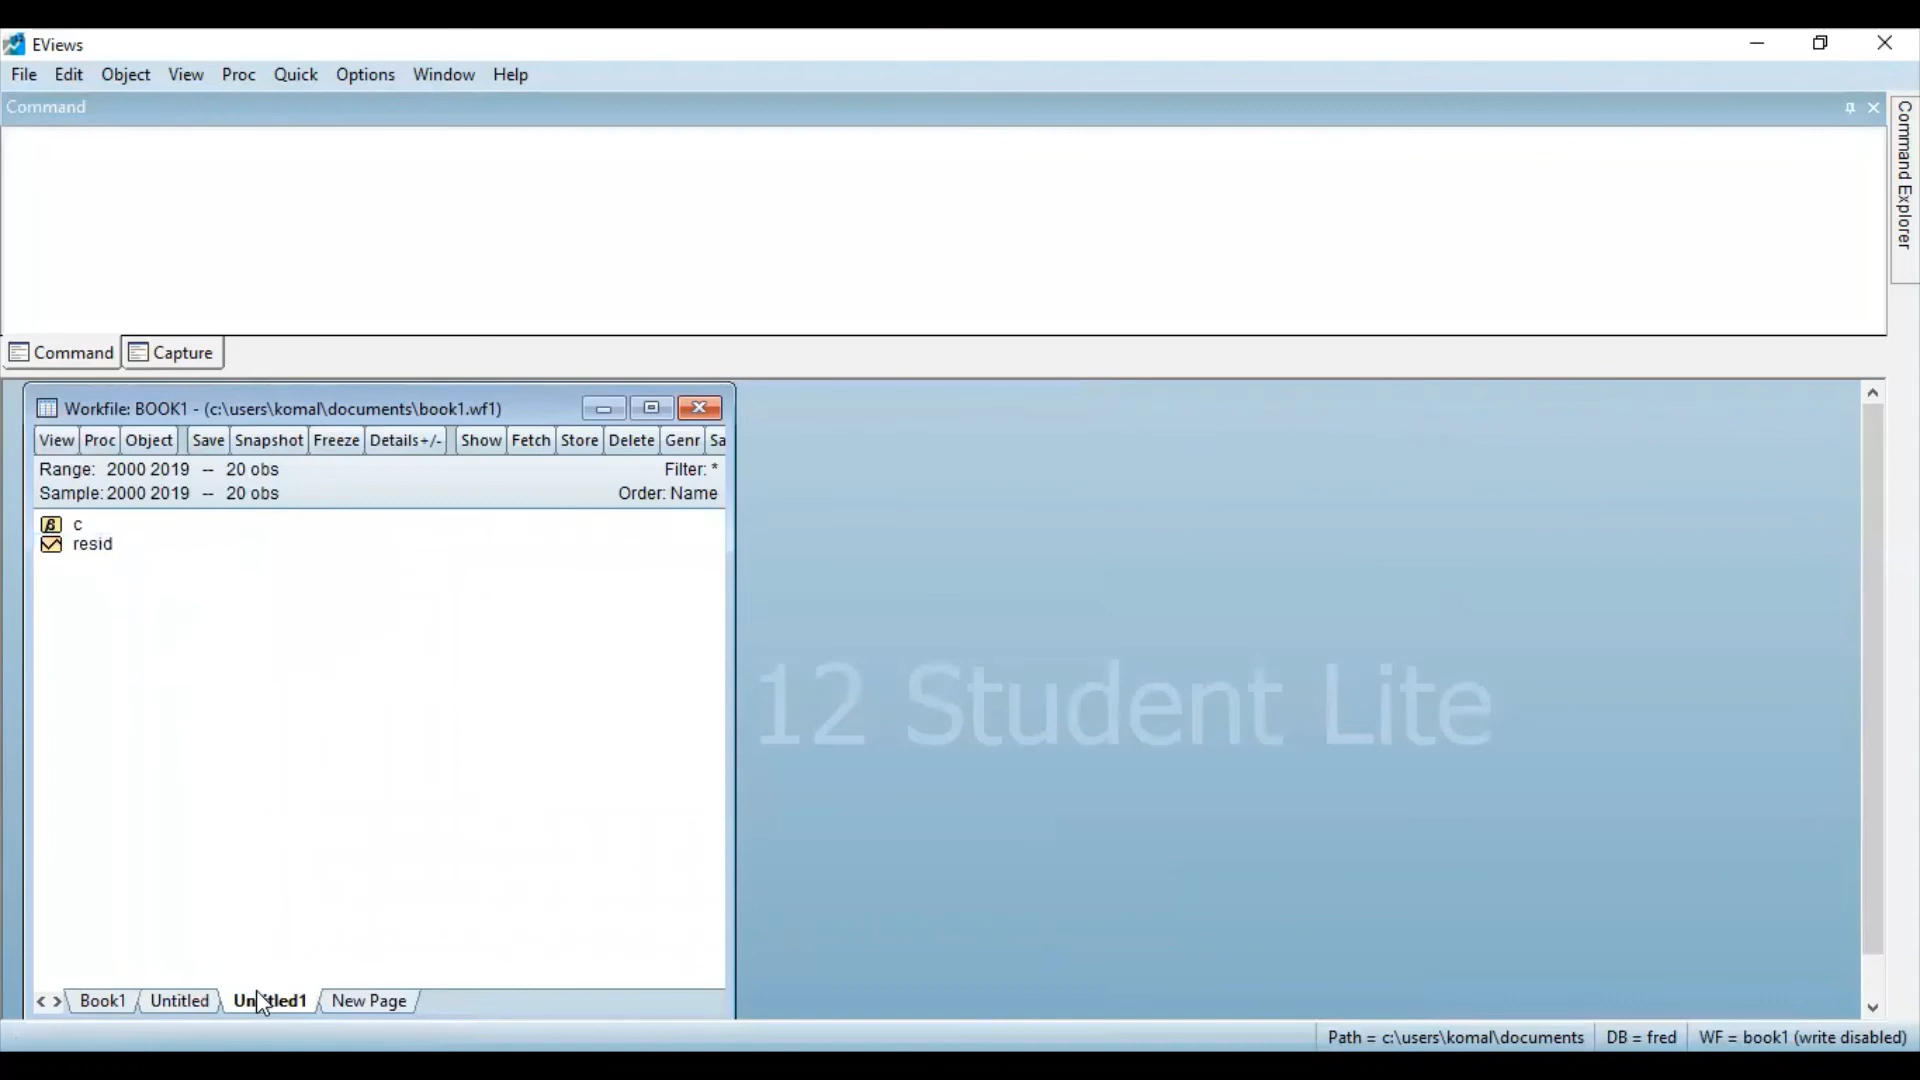 EViews
File Edit Object View Proc Quick Options Window Help
Command
Command Explorer
Command Capture
Workfile: BOOK1 - (c:\users\komal\documents\book1.wf1)
View Proc Object Save Snapshot Freeze Details+/- Show Fetch Store Delete Genr Sa
Range: 2000 2019 -- 20 obs Filter: *
Sample: 2000 2019 -- 20 obs Order: Name
β c
resid
12 Student Lite
< > Book1 Untitled Untitled1 New Page
Path = c:\users\komal\documents DB = fred WF = book1 (write disabled)